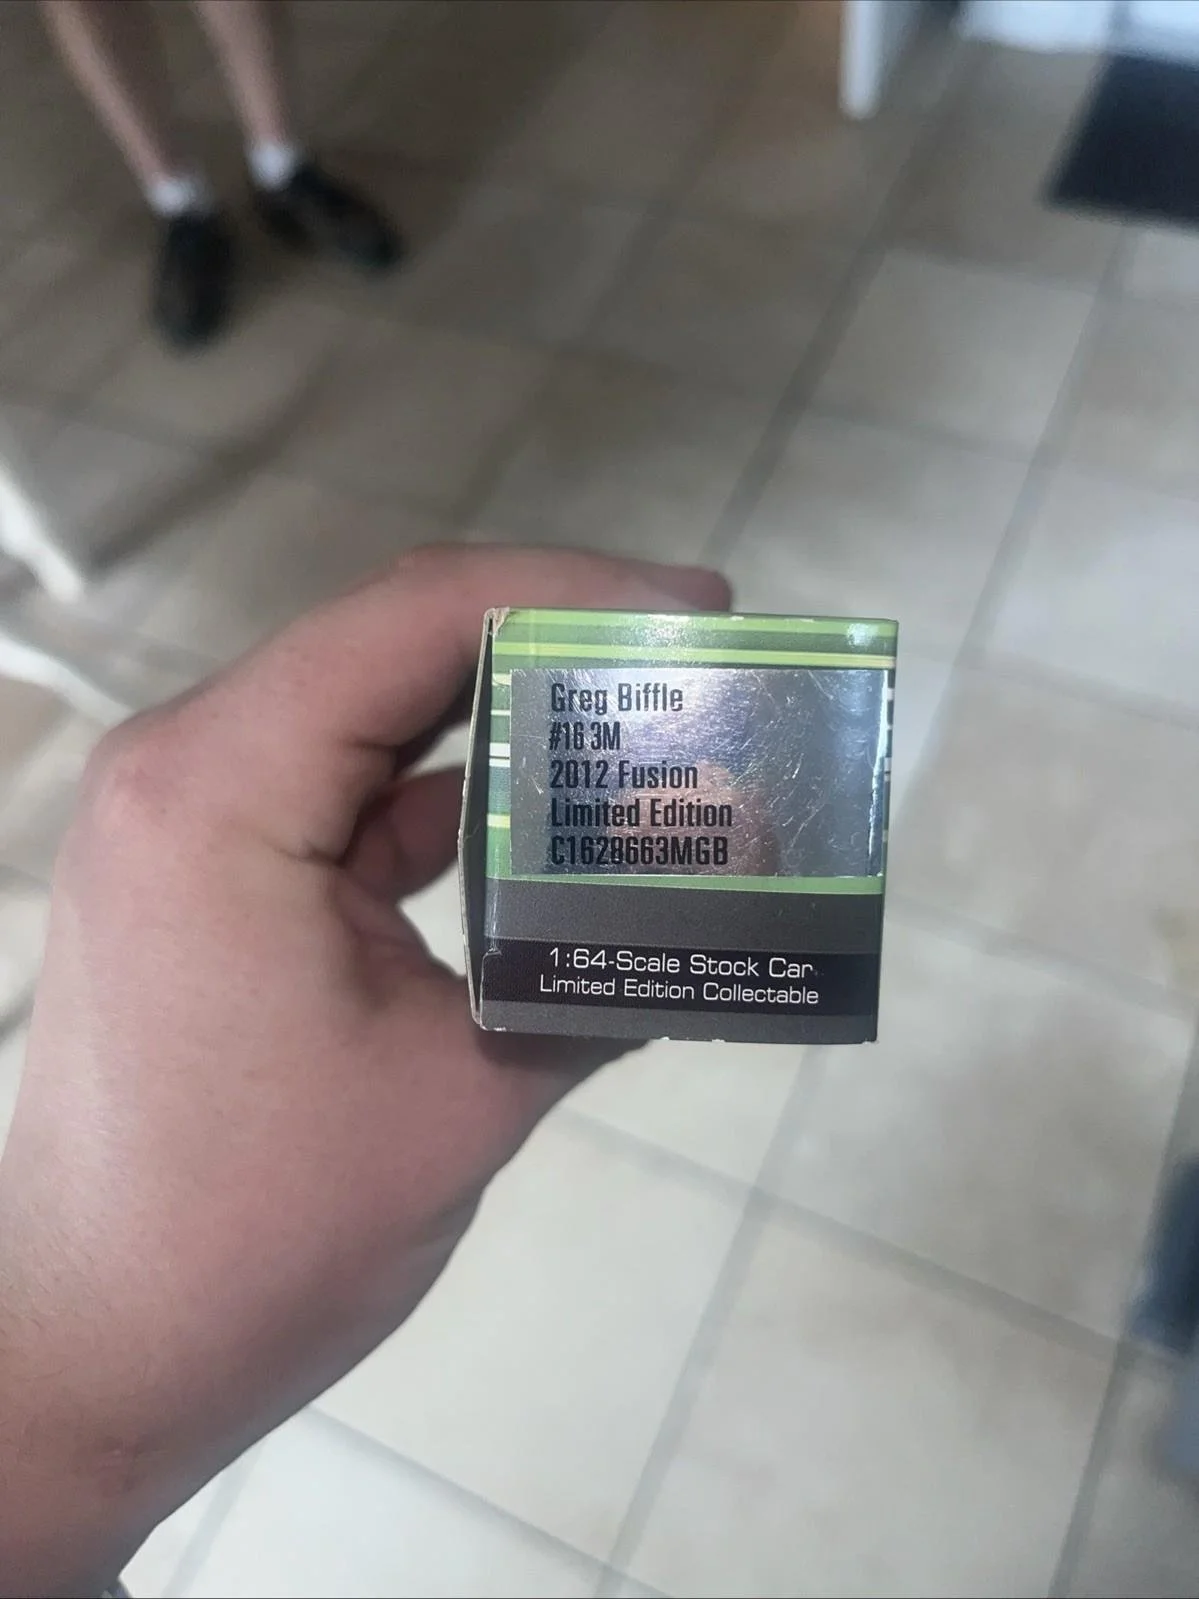 Greg Biffle
#16 3M
2012 Fusion
Limited Edition
C1628663MGB
1:64-Scale Stock Car
Limited Edition Collectable